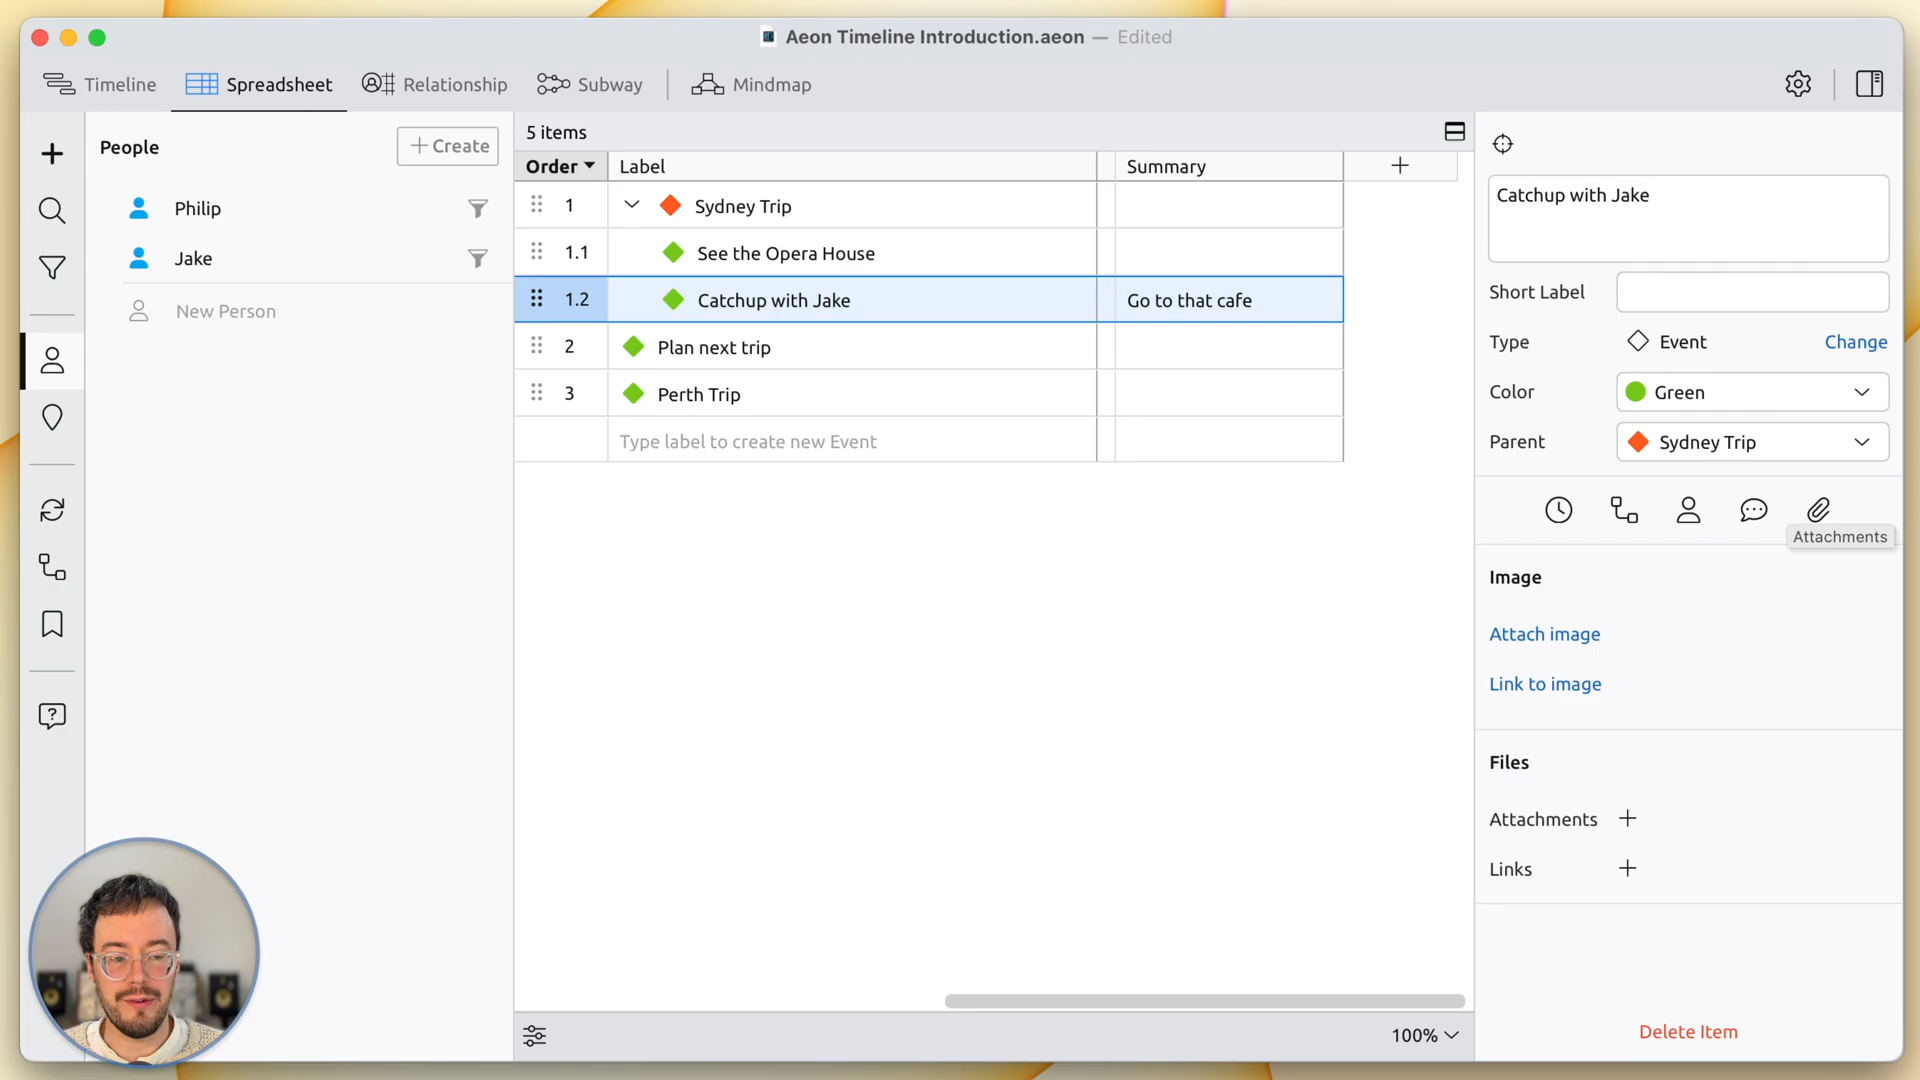 Aeon Timeline Introduction.aeon — Edited
Timeline
Spreadsheet
Relationship
Subway
Mindmap
People
Create
Philip
Jake
New Person
5 items
Order
Label
Summary
1
Sydney Trip
1.1
See the Opera House
1.2
Catchup with Jake
Go to that cafe
2
Plan next trip
3
Perth Trip
Type label to create new Event
100%
Catchup with Jake
Short Label
Type
Event
Change
Color
Green
Parent
Sydney Trip
Attachments
Image
Attach image
Link to image
Files
Attachments
Links
Delete Item